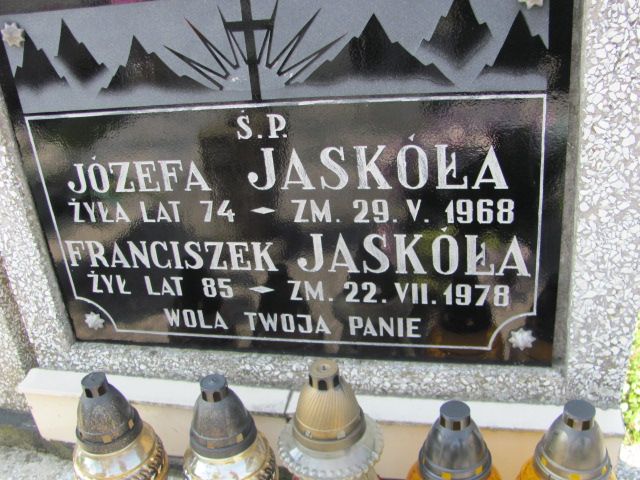 Ś.P.
JÓZEFA JASKÓŁA
ŻYŁA LAT 74 - ZM. 29. V. 1968
FRANCISZEK JASKÓŁA
ŻYŁ LAT 85 - ZM. 22. VII. 1978
WOLA TWOJA PANIE